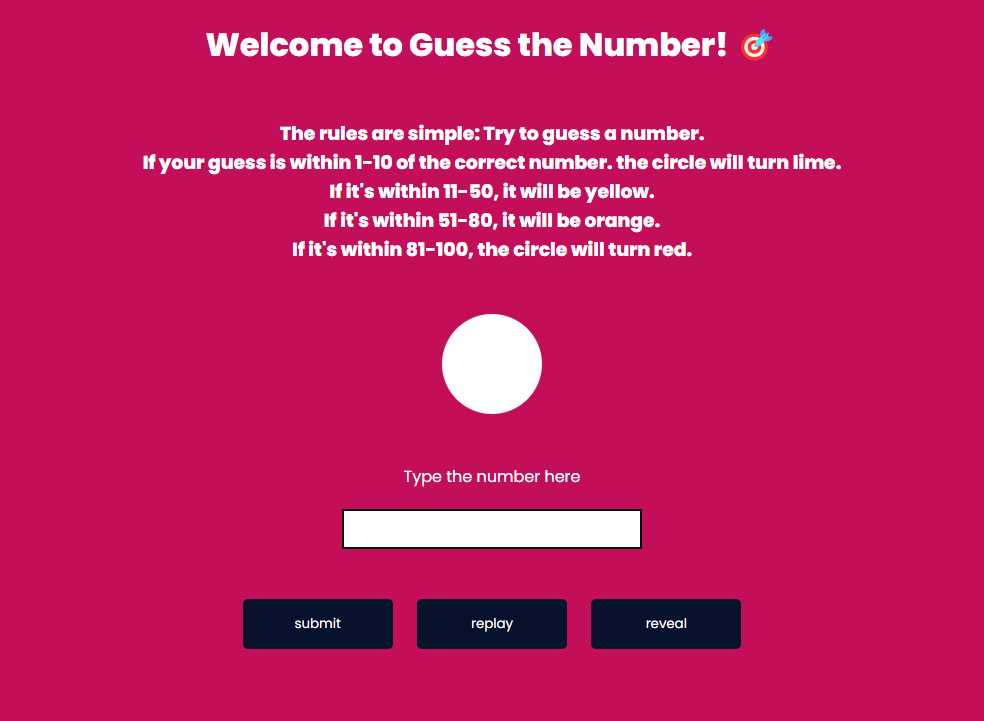 Welcome to Guess the Number! 🎯
The rules are simple: Try to guess a number.
If your guess is within 1-10 of the correct number. the circle will turn lime.
If it's within 11-50, it will be yellow.
If it's within 51-80, it will be orange.
If it's within 81-100, the circle will turn red.
Type the number here
submit replay reveal